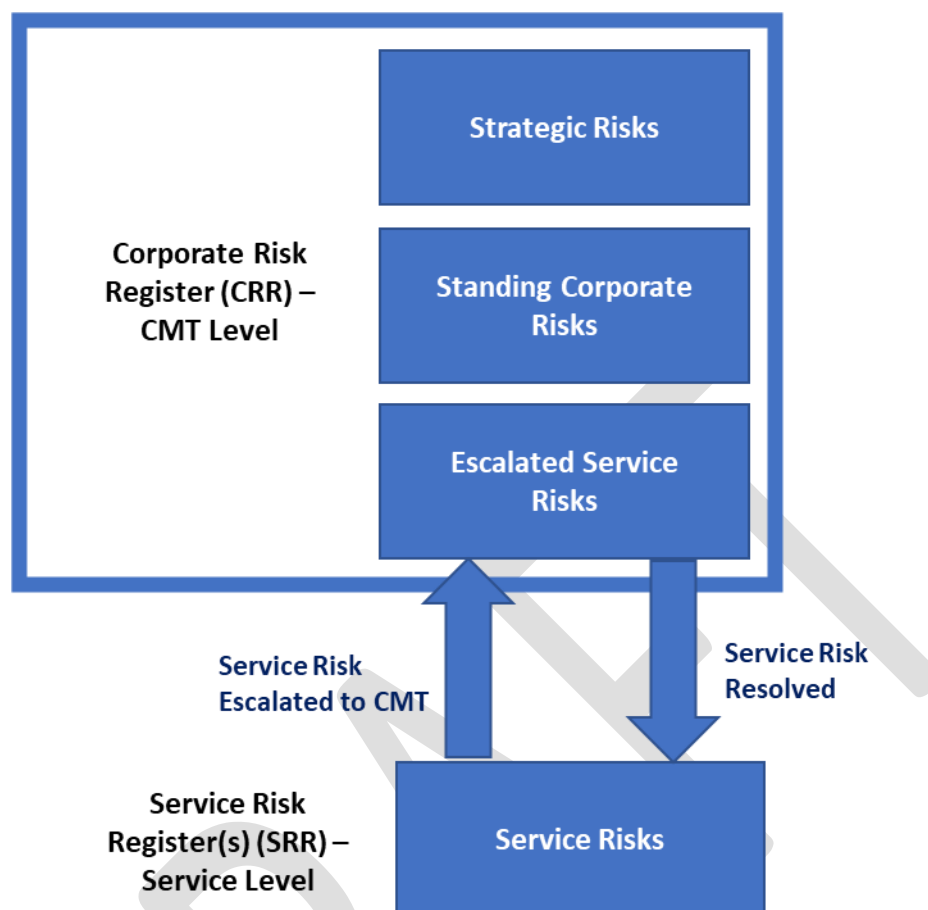 Strategic Risks
Corporate Risk
Register (CRR) –
CMT Level
Standing Corporate
Risks
Escalated Service
Risks
Service Risk
Escalated to CMT
Service Risk
Resolved
Service Risk
Register(s) (SRR) –
Service Level
Service Risks
DRAFT